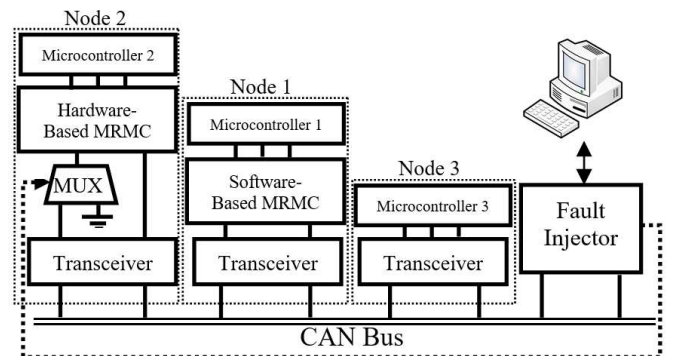 Node 2
Microcontroller 2
Hardware-
Based MRMC
MUX
Transceiver
Node 1
Microcontroller 1
Software-
Based MRMC
Transceiver
Node 3
Microcontroller 3
Transceiver
Fault
Injector
CAN Bus